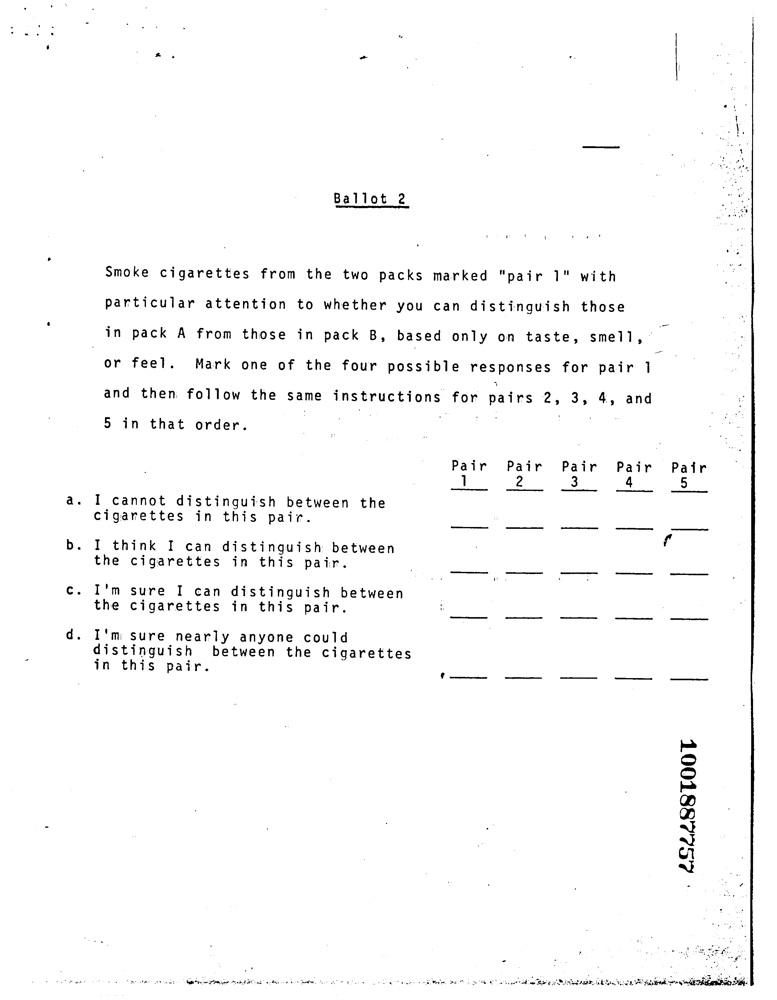 Ballot 2
Smoke cigarettes from the two packs marked "pair 1" with
particular attention to whether you can distinguish those
in pack A from those in pack B, based only on taste, smell,
or feel. Mark one of the four possible responses for pair 1
and then follow the same instructions for pairs 2, 3, 4, and
5 in that order.
Pair Pair Pair Pair Pair
1 2 3 4 5
a. I cannot distinguish between the
cigarettes in this pair.
b. I think I can distinguish between
the cigarettes in this pair.
c. I'm sure I can distinguish between
the cigarettes in this pair.
d. I'm sure nearly anyone could
distinguish between the cigarettes
in this pair.
1001887757